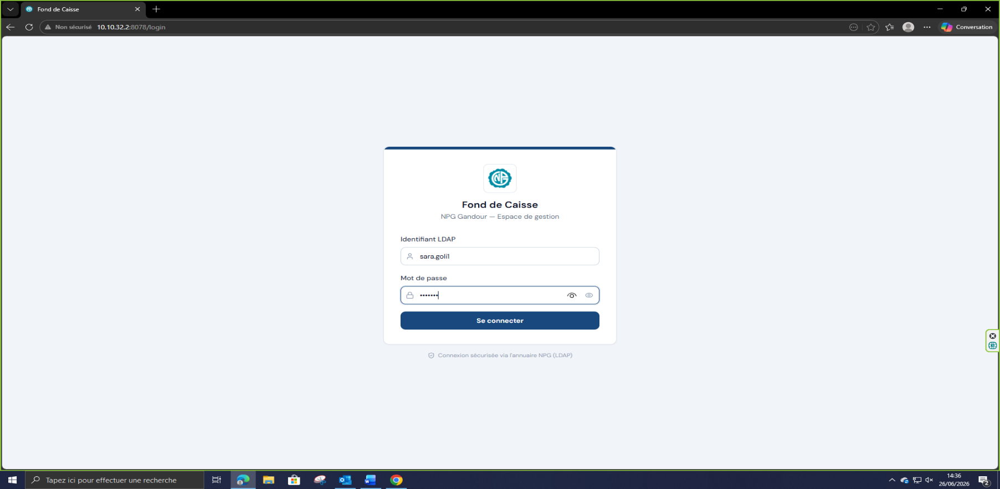 Fond de Caisse
Non sécurisé 10.10.32.2:8078/login
Conversation
NPG
Fond de Caisse
NPG Gandour — Espace de gestion
Identifiant LDAP
sara.goli1
Mot de passe
•••••••
Se connecter
Connexion sécurisée via l'annuaire NPG (LDAP)
Tapez ici pour effectuer une recherche
14:36
26/06/2026
2